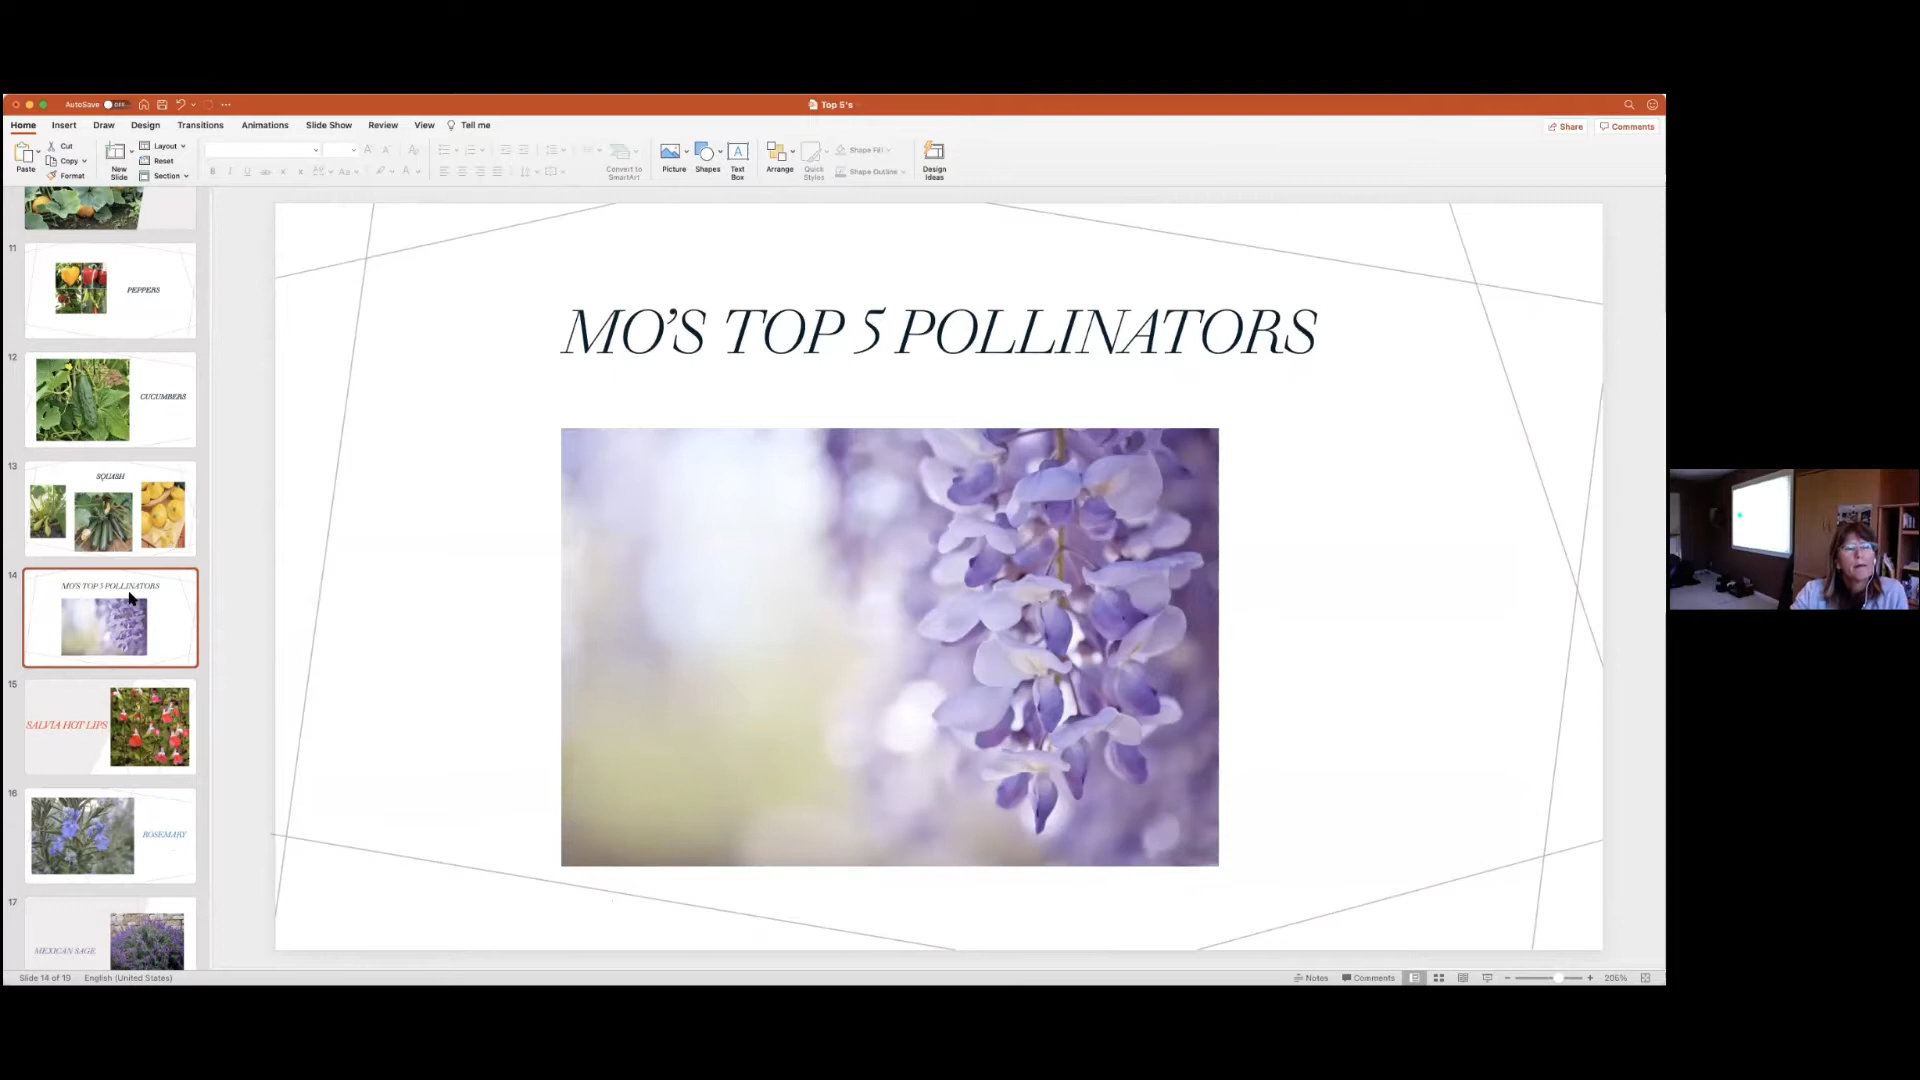 AutoSave OFF
Top 5's
Home Insert Draw Design Transitions Animations Slide Show Review View Tell me
Share Comments
Paste
Cut
Copy
Format
New Slide
Layout
Reset
Section
Convert to SmartArt
Picture
Shapes
Text Box
Arrange
Quick Styles
Shape Fill
Shape Outline
Design Ideas
11
PEPPERS
12
CUCUMBERS
13
SQUASH
14
MO'S TOP 5 POLLINATORS
15
SALVIA HOT LIPS
16
ROSEMARY
17
MEXICAN SAGE
MO'S TOP 5 POLLINATORS
Slide 14 of 19 English (United States)
Notes Comments 206%